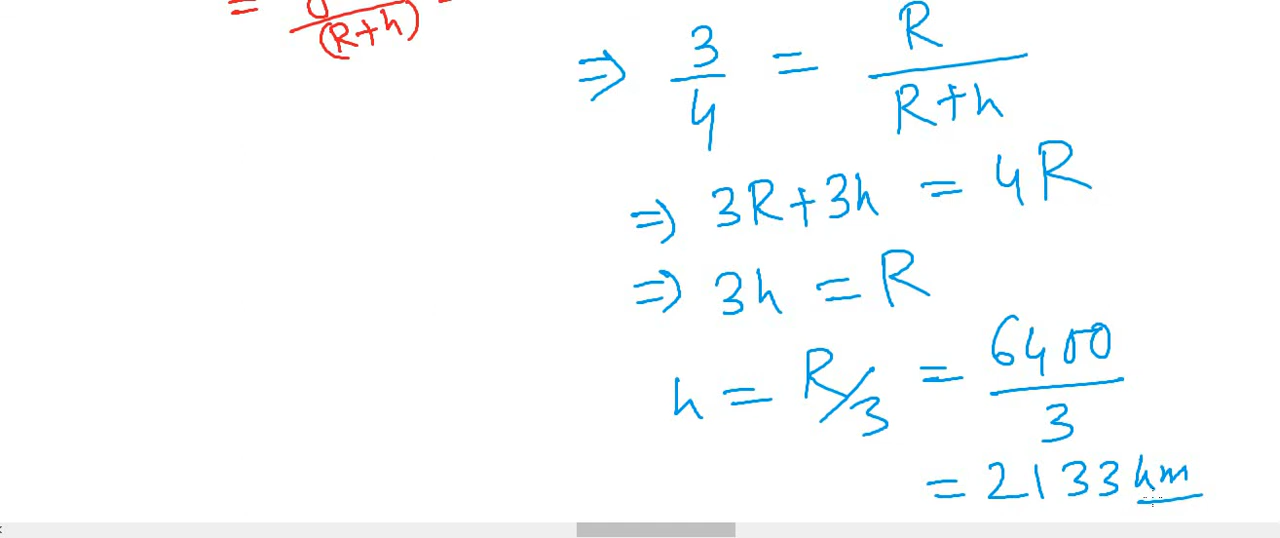 = (R+h)
⇒ 3/4 = R/(R+h)
⇒ 3R+3h = 4R
⇒ 3h = R
h = R/3 = 6400/3
= 2133 km